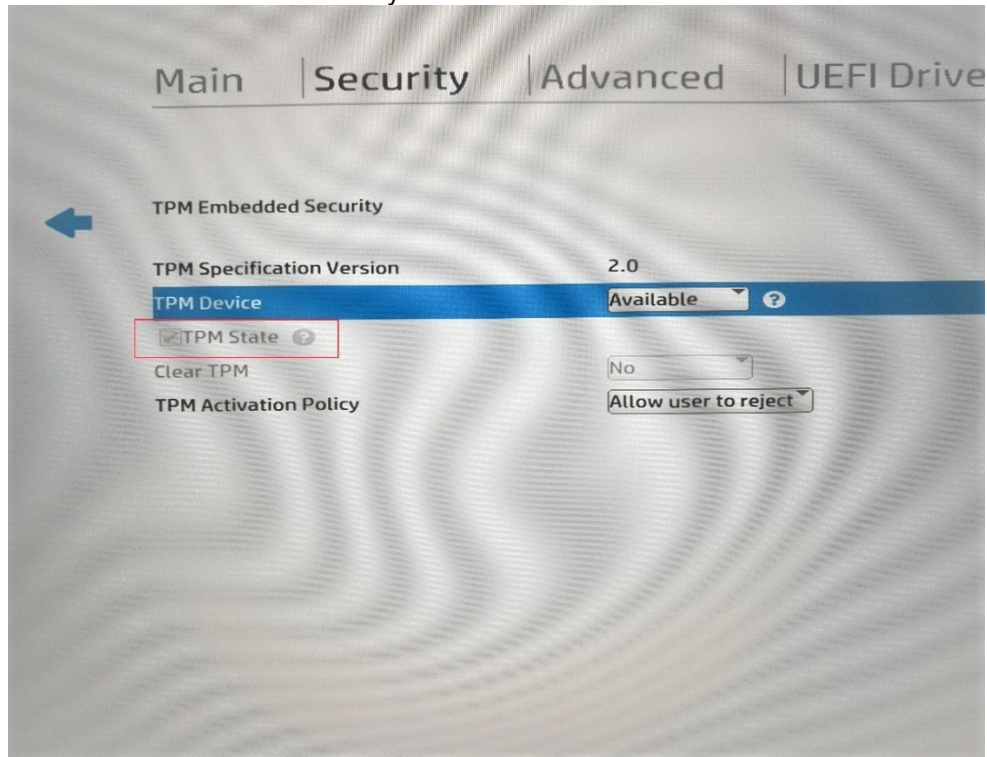 Main Security Advanced UEFI Drive
TPM Embedded Security
TPM Specification Version 2.0
TPM Device Available ?
TPM State ?
Clear TPM No
TPM Activation Policy Allow user to reject